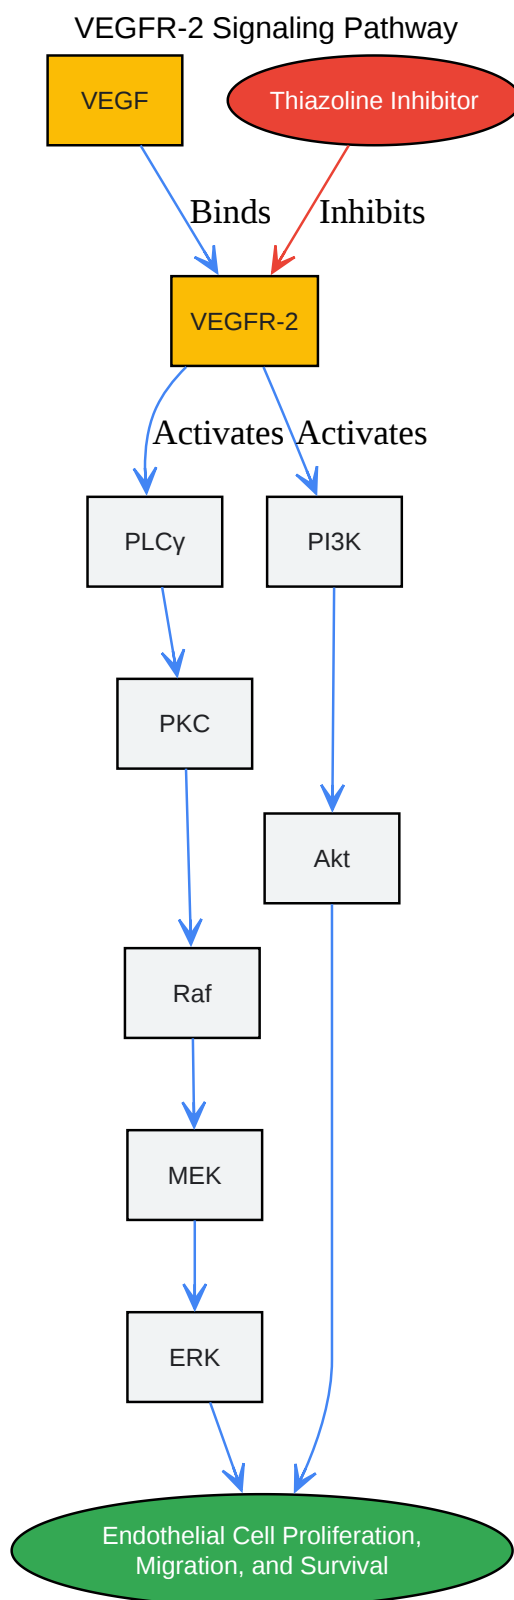 VEGFR-2 Signaling Pathway
VEGF
Thiazoline Inhibitor
Binds
Inhibits
VEGFR-2
Activates
Activates
PLCγ
PI3K
PKC
Akt
Raf
MEK
ERK
Endothelial Cell Proliferation,
Migration, and Survival